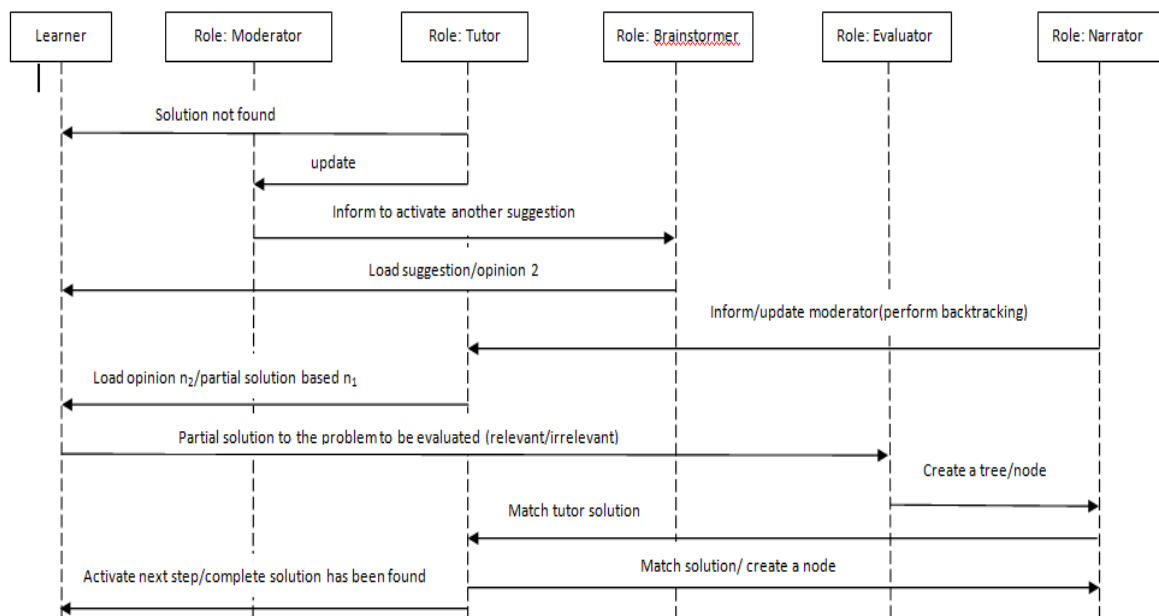 Learner
Role: Moderator
Role: Tutor
Role: Brainstormer
Role: Evaluator
Role: Narrator
Solution not found
update
Inform to activate another suggestion
Load suggestion/opinion 2
Inform/update moderator(perform backtracking)
Load opinion n₂/partial solution based n₁
Partial solution to the problem to be evaluated (relevant/irrelevant)
Create a tree/node
Match tutor solution
Match solution/ create a node
Activate next step/complete solution has been found